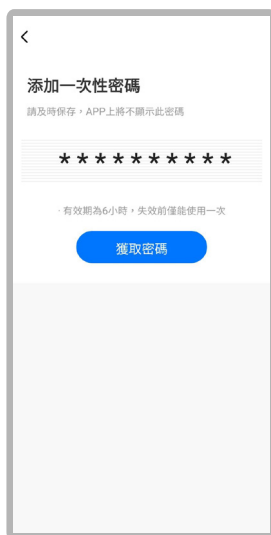 添加一次性密碼
請及時保存，APP上將不顯示此密碼
* * * * * * * * * *
· 有效期為6小時，失效前僅能使用一次
獲取密碼